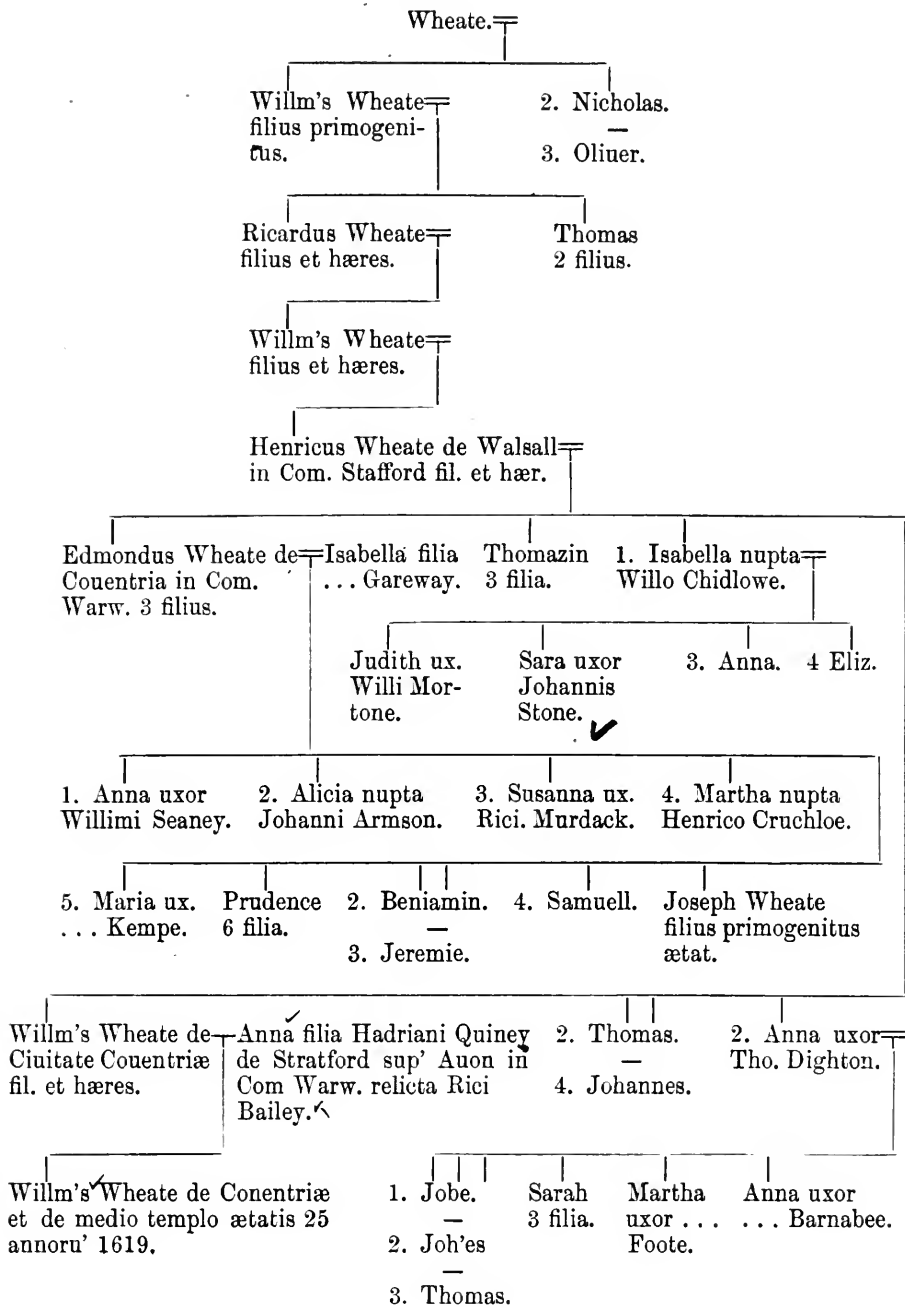 Wheate.
Willm's Wheate
filius primogeni-
tus.
2. Nicholas.
—
3. Oliuer.
Ricardus Wheate
filius et hæres.
Thomas
2 filius.
Willm's Wheate
filius et hæres.
Henricus Wheate de Walsall
in Com. Stafford fil. et hær.
Edmondus Wheate de
Couentria in Com.
Warw. 3 filius.
Isabella filia
... Gareway.
Thomazin
3 filia.
1. Isabella nupta
Willo Chidlowe.
Judith ux.
Willi Mor-
tone.
Sara uxor
Johannis
Stone.
3. Anna.
4 Eliz.
1. Anna uxor
Willimi Seaney.
2. Alicia nupta
Johanni Armson.
3. Susanna ux.
Rici. Murdack.
4. Martha nupta
Henrico Cruchloe.
5. Maria ux.
... Kempe.
Prudence
6 filia.
2. Beniamin.
—
3. Jeremie.
4. Samuell.
Joseph Wheate
filius primogenitus
ætat.
Willm's Wheate de
Ciuitate Couentriæ
fil. et hæres.
Anna filia Hadriani Quiney
de Stratford sup' Auon in
Com Warw. relicta Rici
Bailey.
2. Thomas.
—
4. Johannes.
2. Anna uxor
Tho. Dighton.
Willm's Wheate de Conentriæ
et de medio templo ætatis 25
annoru' 1619.
1. Jobe.
—
2. Joh'es
—
3. Thomas.
Sarah
3 filia.
Martha
uxor ...
Foote.
Anna uxor
... Barnabee.